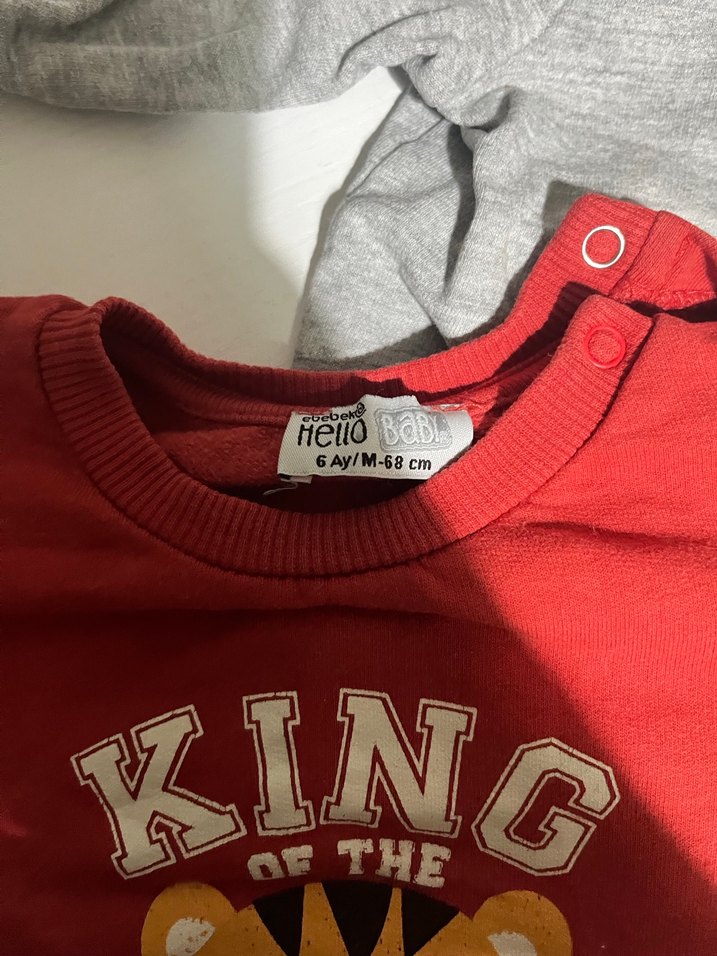 ebebek
Hello BaBy
6 Ay/M-68 cm
KING
OF THE